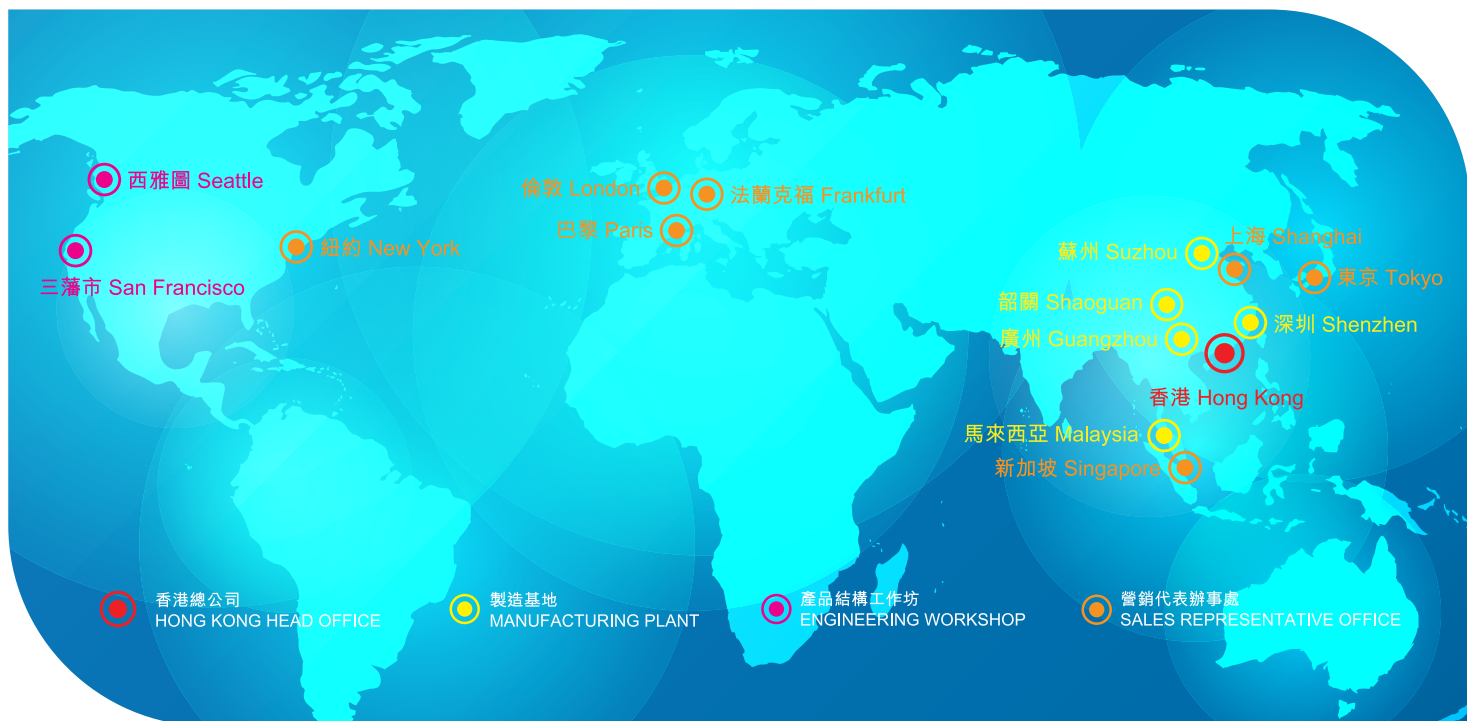 西雅圖 Seattle
倫敦 London
法蘭克福 Frankfurt
巴黎 Paris
紐約 New York
三藩市 San Francisco
上海 Shanghai
蘇州 Suzhou
東京 Tokyo
韶關 Shaoguan
深圳 Shenzhen
廣州 Guangzhou
香港 Hong Kong
馬來西亞 Malaysia
新加坡 Singapore
香港總公司
HONG KONG HEAD OFFICE
製造基地
MANUFACTURING PLANT
產品結構工作坊
ENGINEERING WORKSHOP
營銷代表辦事處
SALES REPRESENTATIVE OFFICE